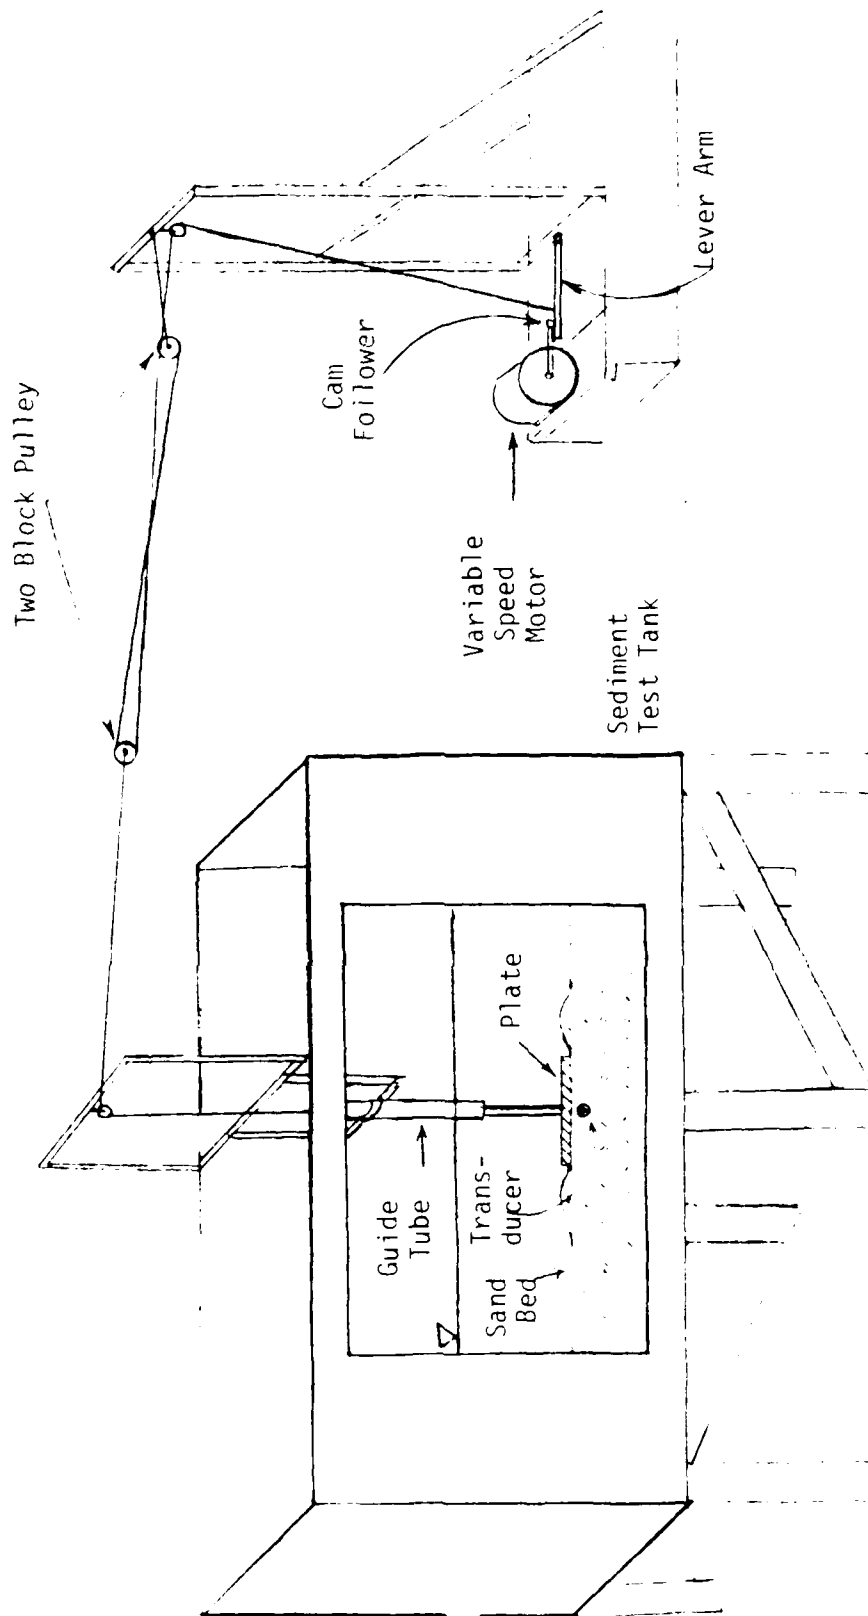 Two Block Pulley
Cam
Foilower
Lever Arm
Variable
Speed
Motor
Sediment
Test Tank
Guide
Tube
Trans-
ducer
Plate
Sand
Bed